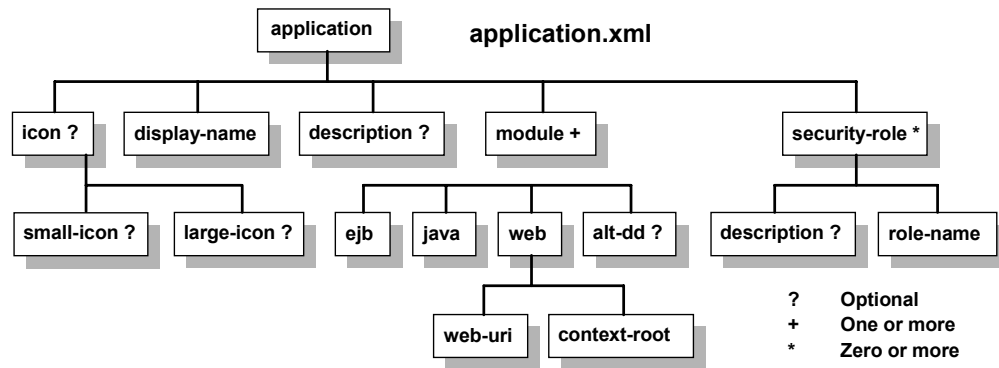 application
application.xml
icon ?
display-name
description ?
module +
security-role *
small-icon ?
large-icon ?
ejb
java
web
alt-dd ?
description ?
role-name
web-uri
context-root
? Optional
+ One or more
* Zero or more